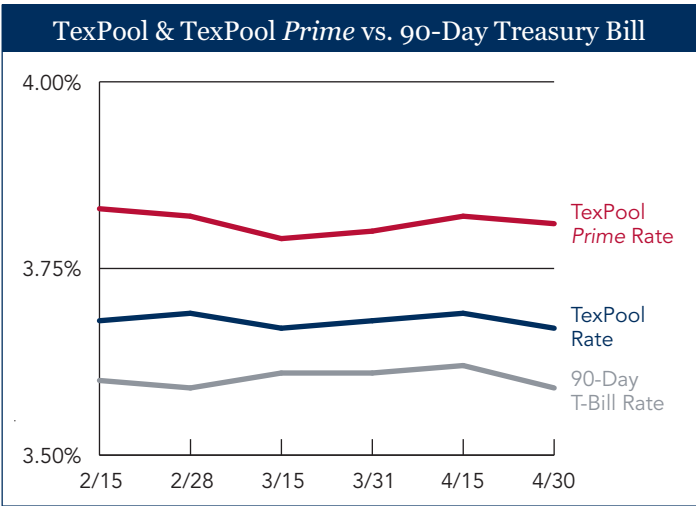 TexPool & TexPool Prime vs. 90-Day Treasury Bill
4.00%
3.75%
3.50%
TexPool
Prime Rate
TexPool
Rate
90-Day
T-Bill Rate
2/15 2/28 3/15 3/31 4/15 4/30